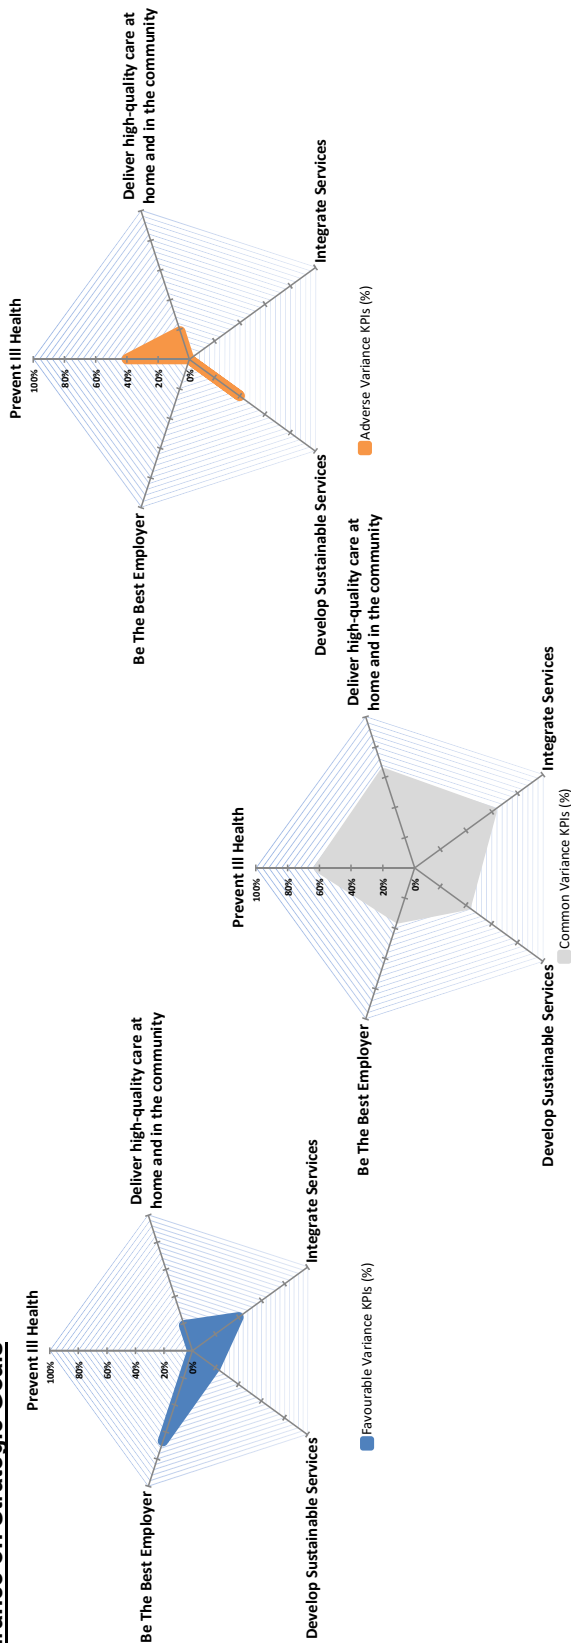 on Strategic Goals
Prevent Ill Health
100%
80%
60%
40%
20%
0%
Deliver high-quality care at
home and in the community
Integrate Services
Develop Sustainable Services
Be The Best Employer
Favourable Variance KPIs (%)
Prevent Ill Health
100%
80%
60%
40%
20%
0%
Deliver high-quality care at
home and in the community
Integrate Services
Develop Sustainable Services
Be The Best Employer
Common Variance KPIs (%)
Prevent Ill Health
100%
80%
60%
40%
20%
0%
Deliver high-quality care at
home and in the community
Integrate Services
Develop Sustainable Services
Be The Best Employer
Adverse Variance KPIs (%)